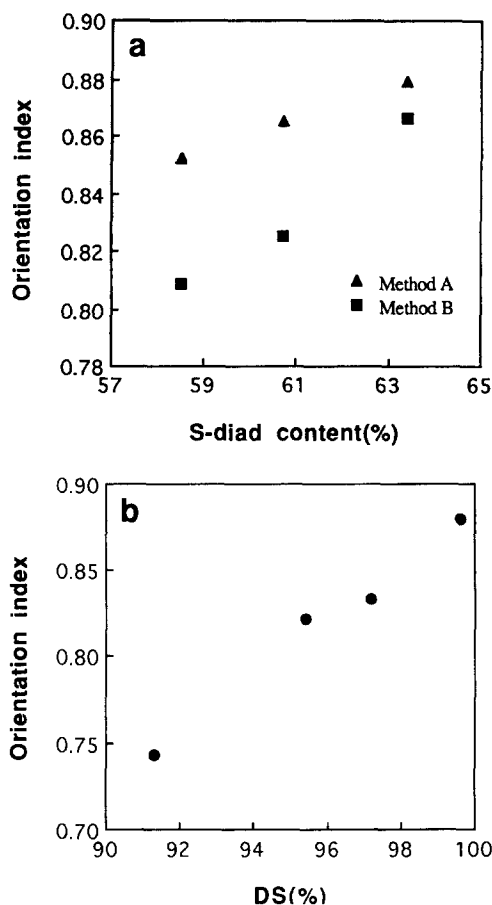 a
Orientation index
0.90
0.88
0.86
0.84
0.82
0.80
0.78
▲ Method A
■ Method B
57 59 61 63 65
S-diad content(%)
b
Orientation index
0.90
0.85
0.80
0.75
0.70
90 92 94 96 98 100
DS(%)